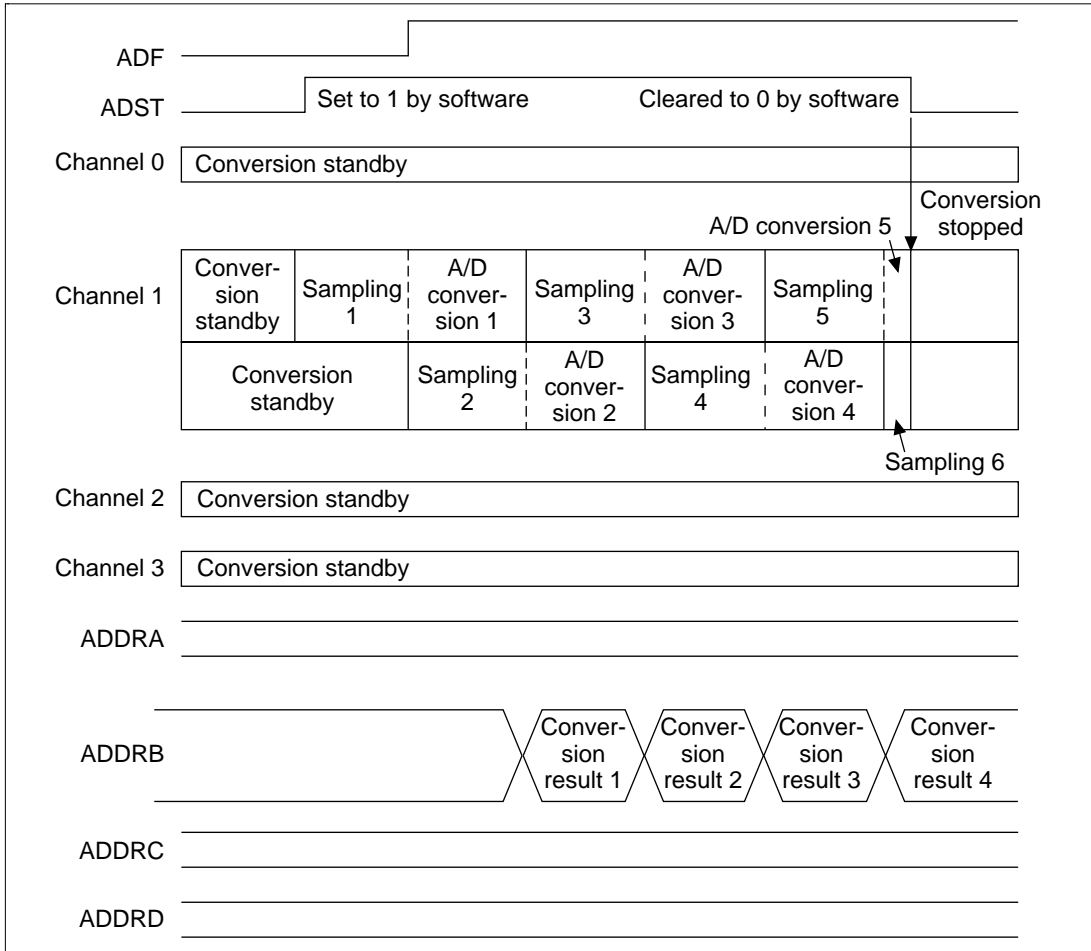 ADF
ADST
Set to 1 by software
Cleared to 0 by software
Channel 0
Conversion standby
Conversion
stopped
A/D conversion 5
Channel 1
Conver-
sion
standby
Sampling
1
A/D
conver-
sion 1
Sampling
3
A/D
conver-
sion 3
Sampling
5
Conversion
standby
Sampling
2
A/D
conver-
sion 2
Sampling
4
A/D
conver-
sion 4
Sampling 6
Channel 2
Conversion standby
Channel 3
Conversion standby
ADDRA
ADDRB
Conver-
sion
result 1
Conver-
sion
result 2
Conver-
sion
result 3
Conver-
sion
result 4
ADDRC
ADDRD